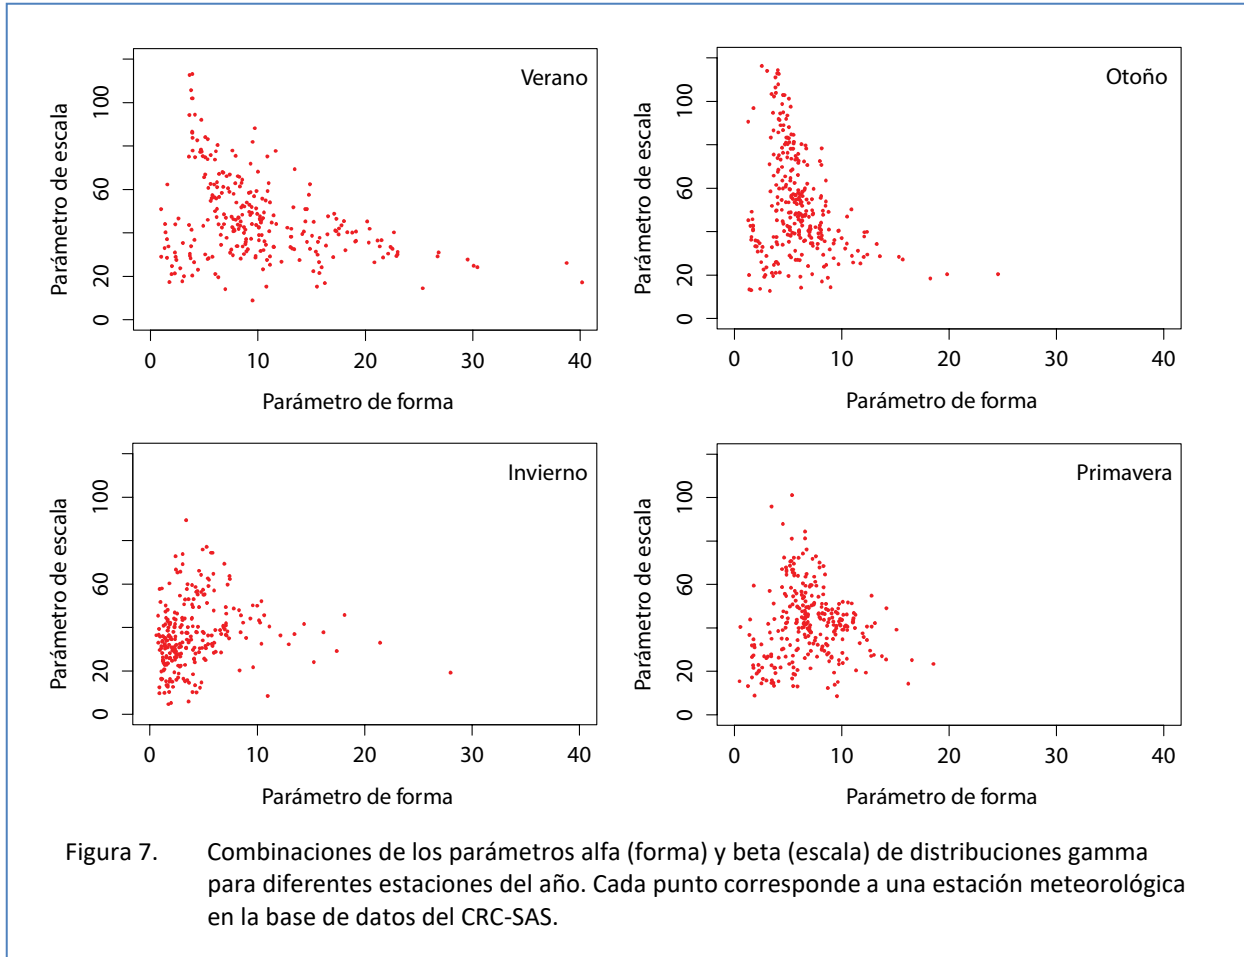 Verano
Parámetro de escala
0 20 60 100
0 10 20 30 40
Parámetro de forma
Otoño
Parámetro de escala
0 20 60 100
0 10 20 30 40
Parámetro de forma
Invierno
Parámetro de escala
0 20 60 100
0 10 20 30 40
Parámetro de forma
Primavera
Parámetro de escala
0 20 60 100
0 10 20 30 40
Parámetro de forma
Figura 7. Combinaciones de los parámetros alfa (forma) y beta (escala) de distribuciones gamma
para diferentes estaciones del año. Cada punto corresponde a una estación meteorológica
en la base de datos del CRC-SAS.